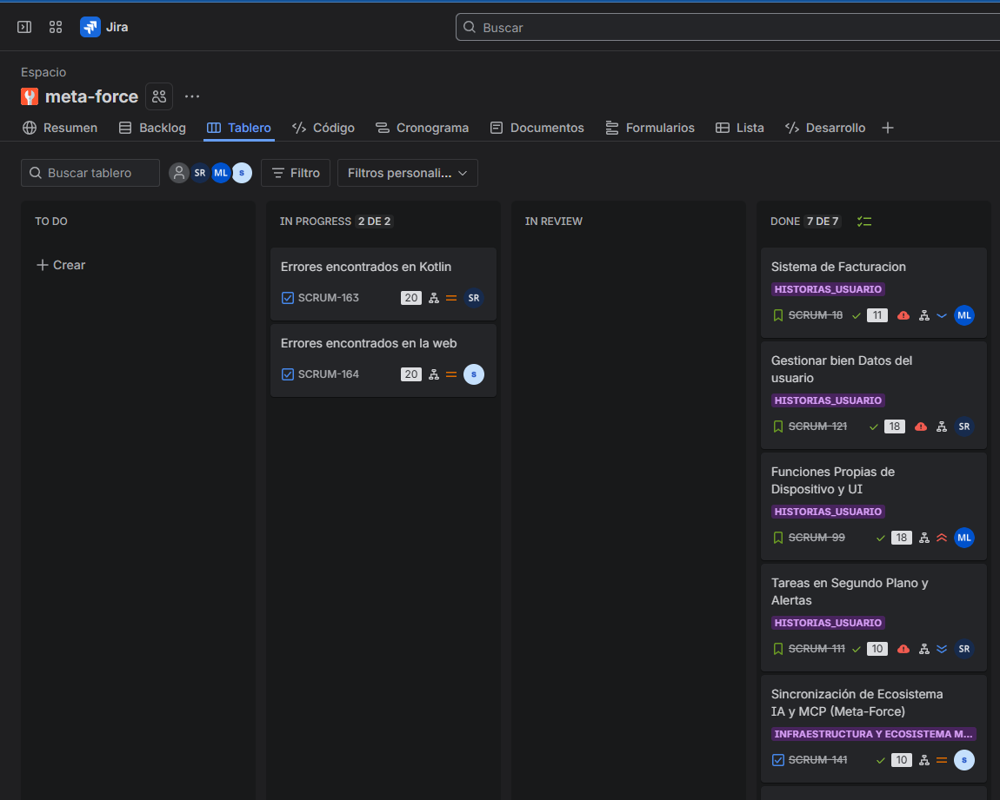 Jira
Buscar
Espacio
meta-force
Resumen
Backlog
Tablero
Código
Cronograma
Documentos
Formularios
Lista
Desarrollo
Buscar tablero
SR
ML
s
Filtro
Filtros personali...
TO DO
Crear
IN PROGRESS 2 DE 2
Errores encontrados en Kotlin
SCRUM-163 20 SR
Errores encontrados en la web
SCRUM-164 20 s
IN REVIEW
DONE 7 DE 7
Sistema de Facturacion
HISTORIAS_USUARIO
SCRUM-18 11 ML
Gestionar bien Datos del
usuario
HISTORIAS_USUARIO
SCRUM-121 18 SR
Funciones Propias de
Dispositivo y UI
HISTORIAS_USUARIO
SCRUM-99 18 ML
Tareas en Segundo Plano y
Alertas
HISTORIAS_USUARIO
SCRUM-111 10 SR
Sincronización de Ecosistema
IA y MCP (Meta-Force)
INFRAESTRUCTURA Y ECOSISTEMA M...
SCRUM-141 10 s